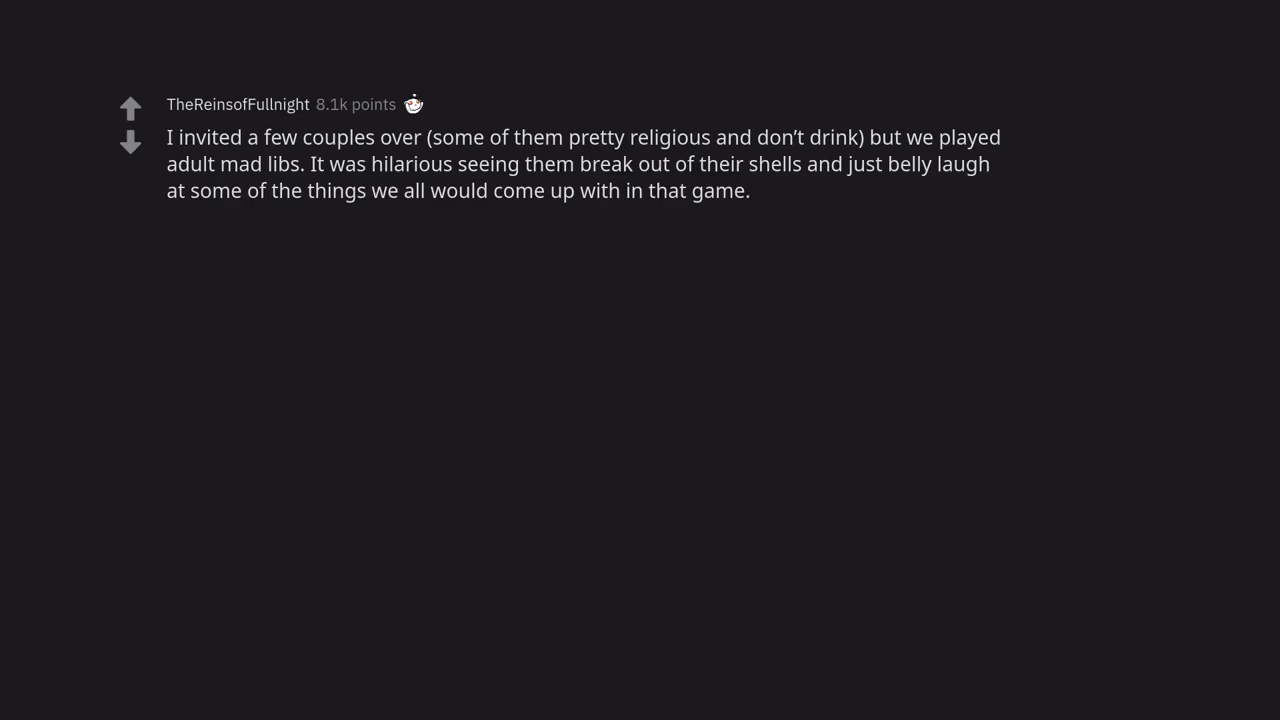 TheReinsofFullnight 8.1k points
I invited a few couples over (some of them pretty religious and don’t drink) but we played
adult mad libs. It was hilarious seeing them break out of their shells and just belly laugh
at some of the things we all would come up with in that game.